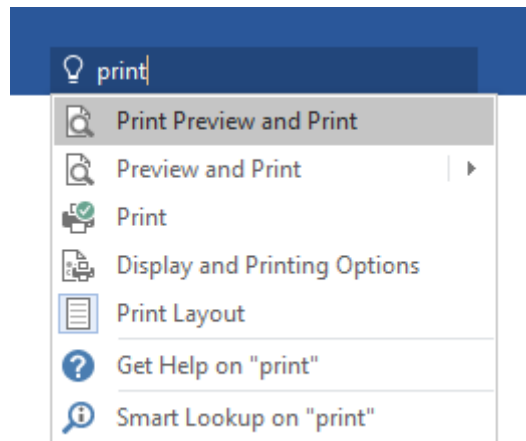 print
Print Preview and Print
Preview and Print
Print
Display and Printing Options
Print Layout
Get Help on "print"
Smart Lookup on "print"